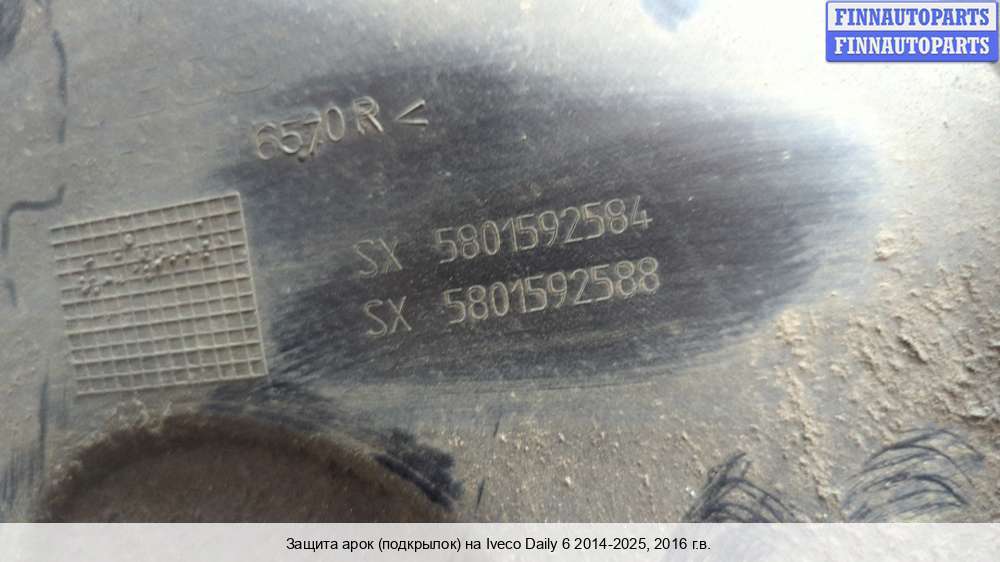 FINNAUTOPARTS
FINNAUTOPARTS
6570R <
SX 5801592584
SX 5801592588
Защита арок (подкрылок) на Iveco Daily 6 2014-2025, 2016 г.в.